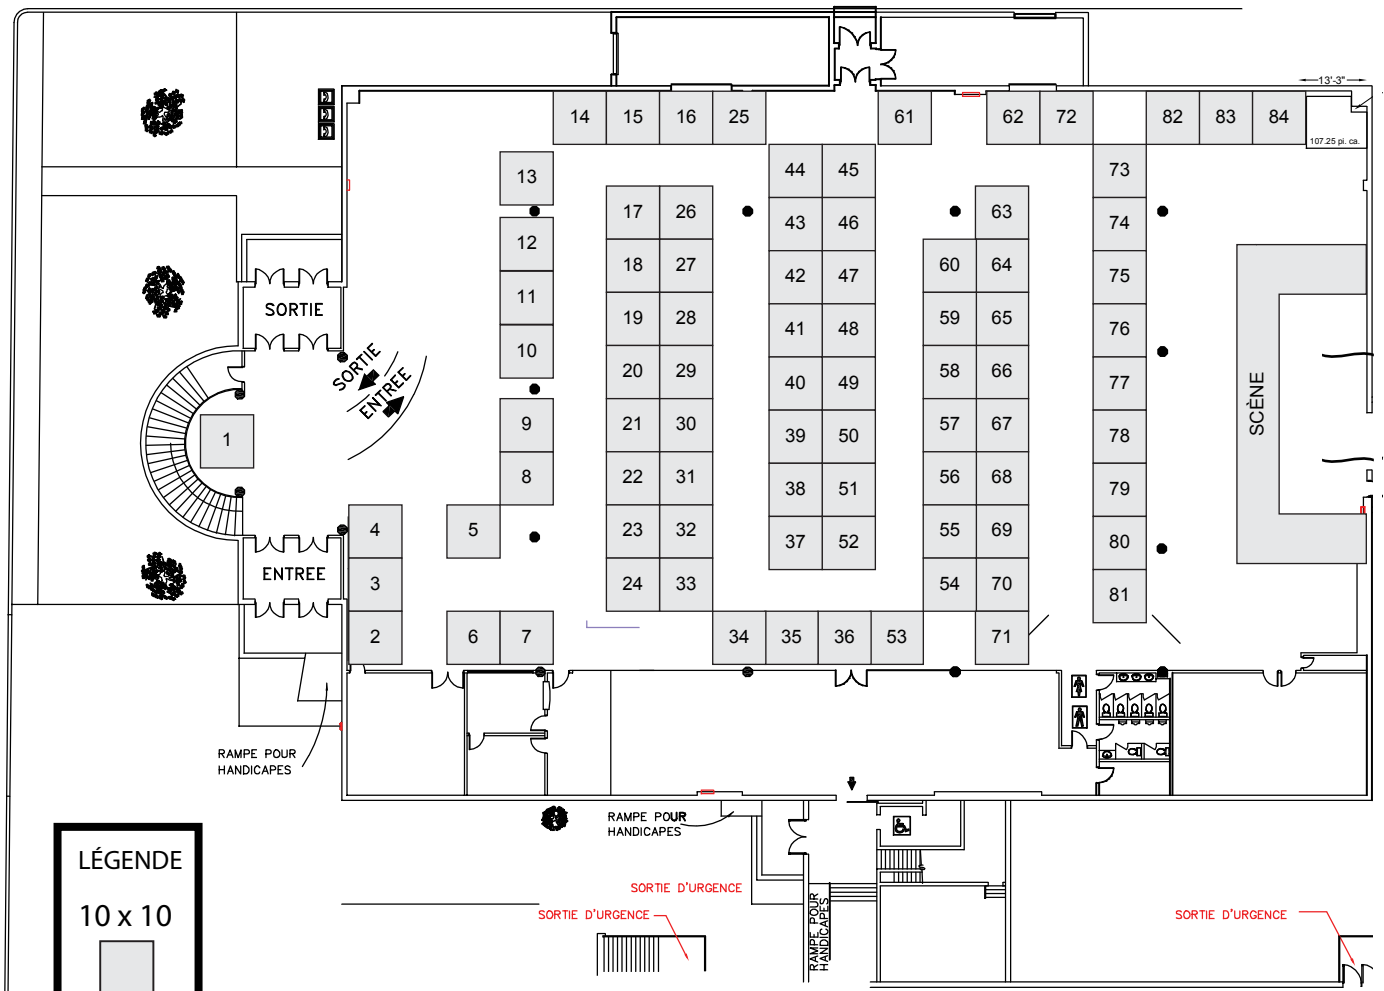 13'-3"
14 15 16 25 61 62 72 82 83 84
107.25 pi. ca.
44 45 73
13
17 26 43 46 63 74
12
18 27 42 47 60 64 75
11
SORTIE
19 28 41 48 59 65 76
10
SORTIE
ENTREE
20 29 40 49 58 66 77
SCÈNE
1
9 21 30 39 50 57 67 78
8 22 31 38 51 56 68 79
4 5 23 32 37 52 55 69 80
ENTREE
3 24 33 54 70 81
2 6 7 34 35 36 53 71
RAMPE POUR
HANDICAPES
RAMPE POUR
HANDICAPES
LÉGENDE
10 x 10
SORTIE D'URGENCE
SORTIE D'URGENCE
RAMPE POUR
HANDICAPES
SORTIE D'URGENCE